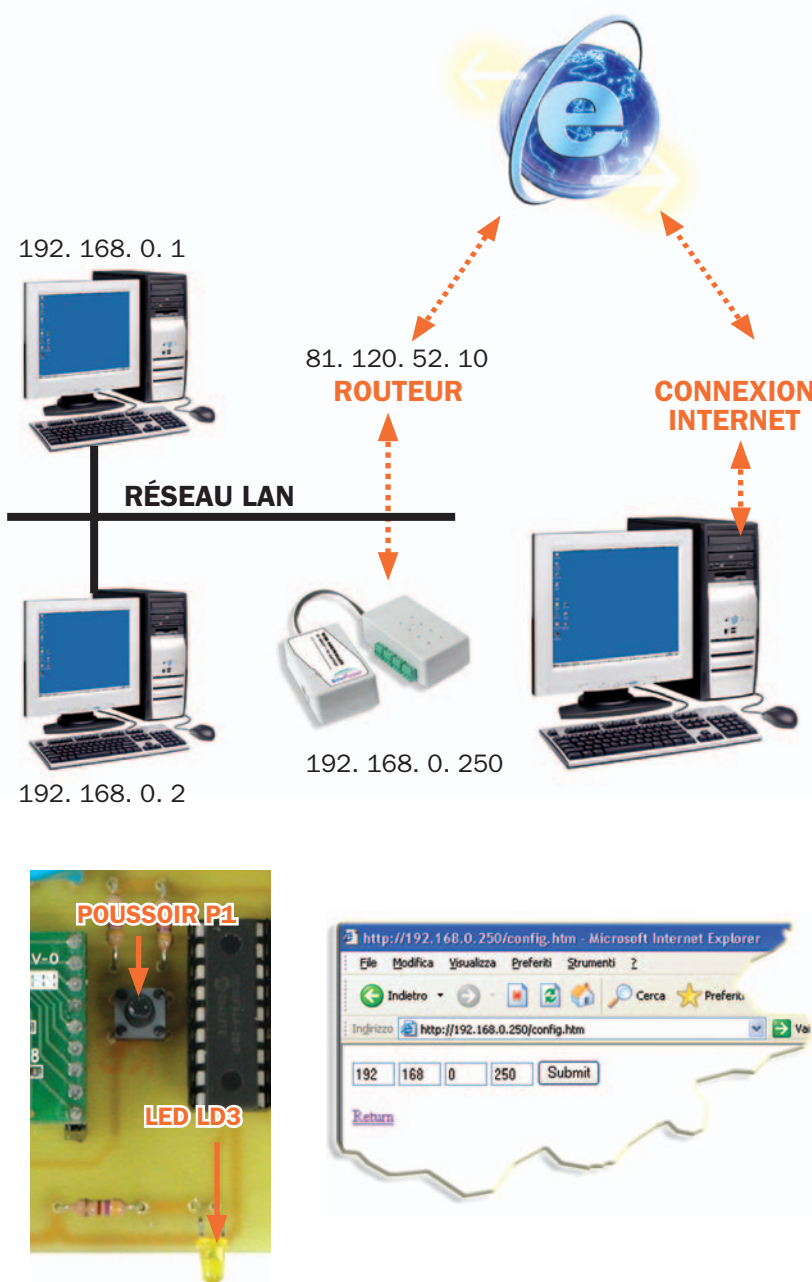 192. 168. 0. 1
81. 120. 52. 10
ROUTEUR
CONNEXION
INTERNET
RÉSEAU LAN
192. 168. 0. 250
192. 168. 0. 2
POUSSOIR P1
V-0
8
LED LD3
http://192.168.0.250/config.htm - Microsoft Internet Explorer
File Modifica Visualizza Preferiti Strumenti ?
Indietro Cerca Preferiti
Indirizzo http://192.168.0.250/config.htm Vai
192 168 0 250 Submit
Return